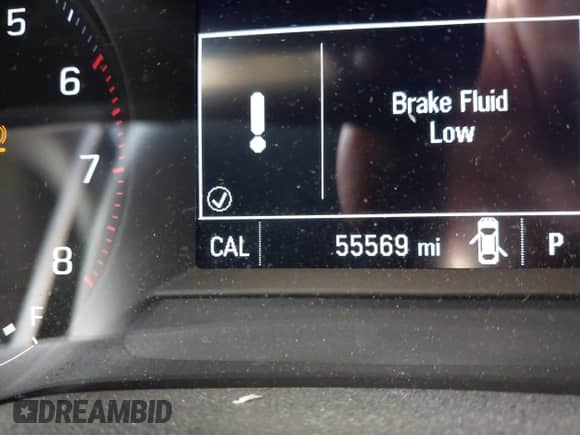 5
6
7
8
F
Brake Fluid
Low
CAL
55569 mi
P
DREAMBID